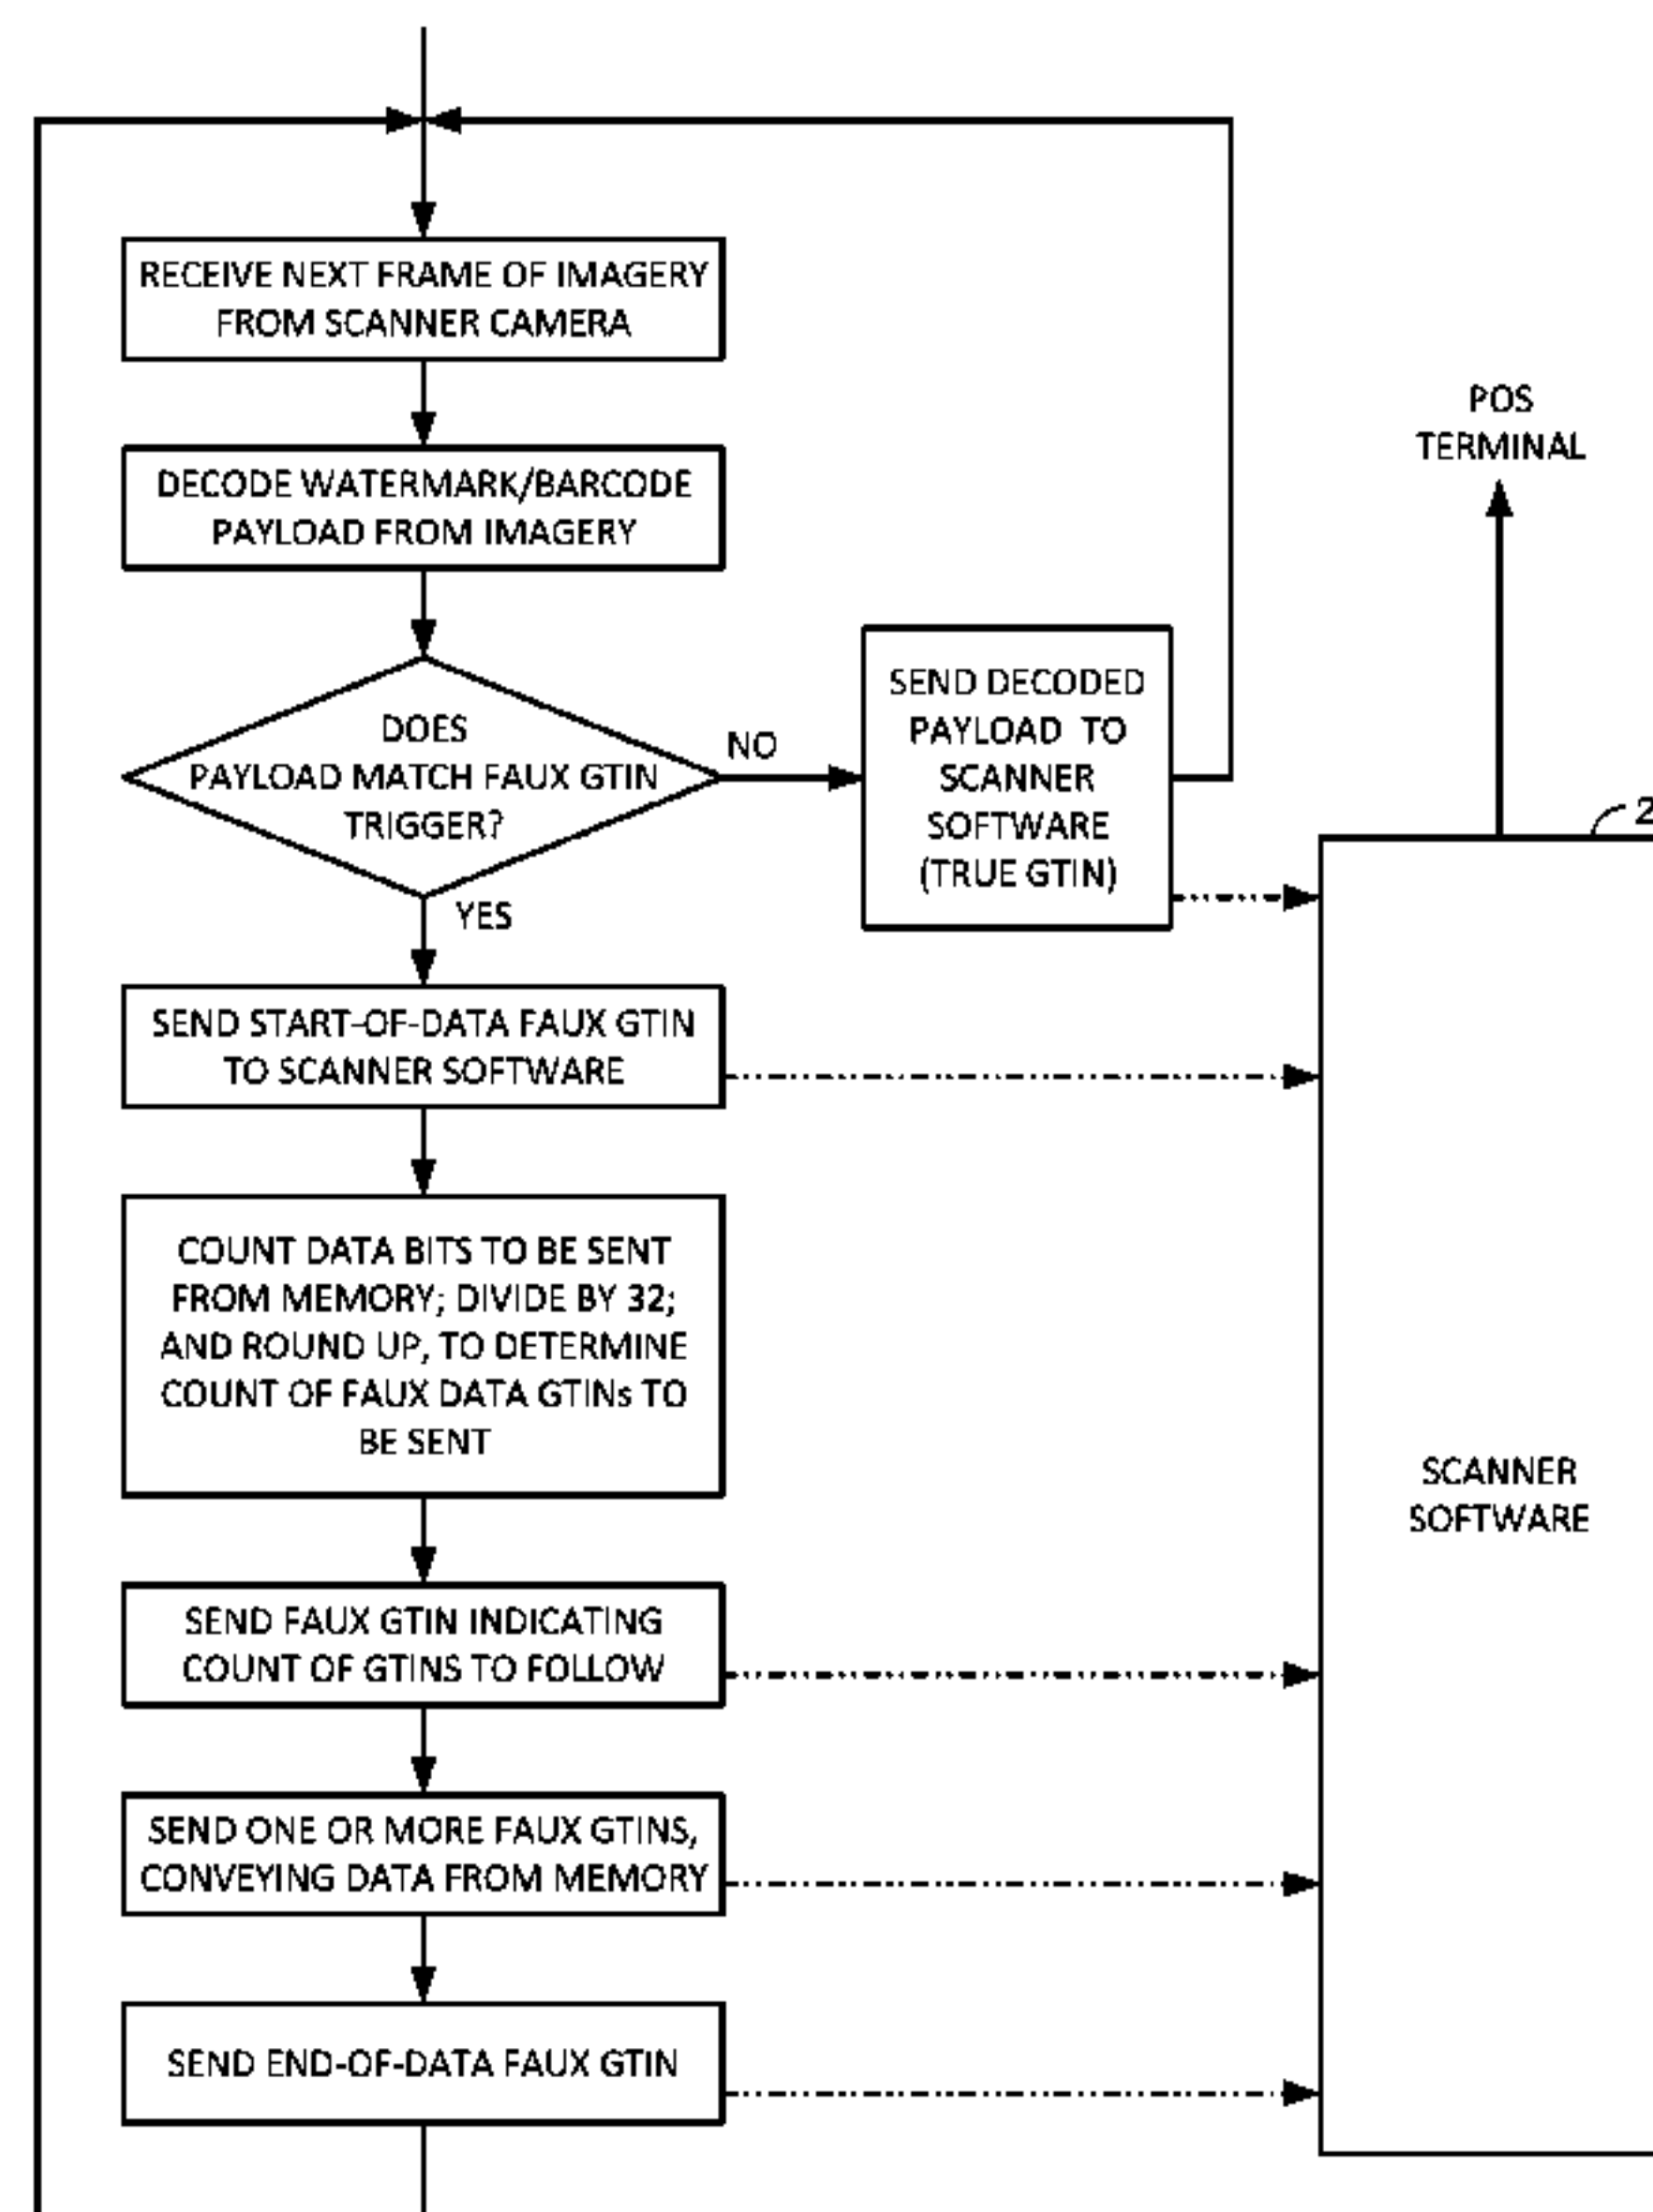 RECEIVE NEXT FRAME OF IMAGERY
FROM SCANNER CAMERA
DECODE WATERMARK/BARCODE
PAYLOAD FROM IMAGERY
DOES
PAYLOAD MATCH FAUX GTIN
TRIGGER?
NO
YES
SEND DECODED
PAYLOAD TO
SCANNER
SOFTWARE
(TRUE GTIN)
SEND START-OF-DATA FAUX GTIN
TO SCANNER SOFTWARE
COUNT DATA BITS TO BE SENT
FROM MEMORY; DIVIDE BY 32;
AND ROUND UP, TO DETERMINE
COUNT OF FAUX DATA GTINs TO
BE SENT
SEND FAUX GTIN INDICATING
COUNT OF GTINS TO FOLLOW
SEND ONE OR MORE FAUX GTINS,
CONVEYING DATA FROM MEMORY
SEND END-OF-DATA FAUX GTIN
POS
TERMINAL
SCANNER
SOFTWARE